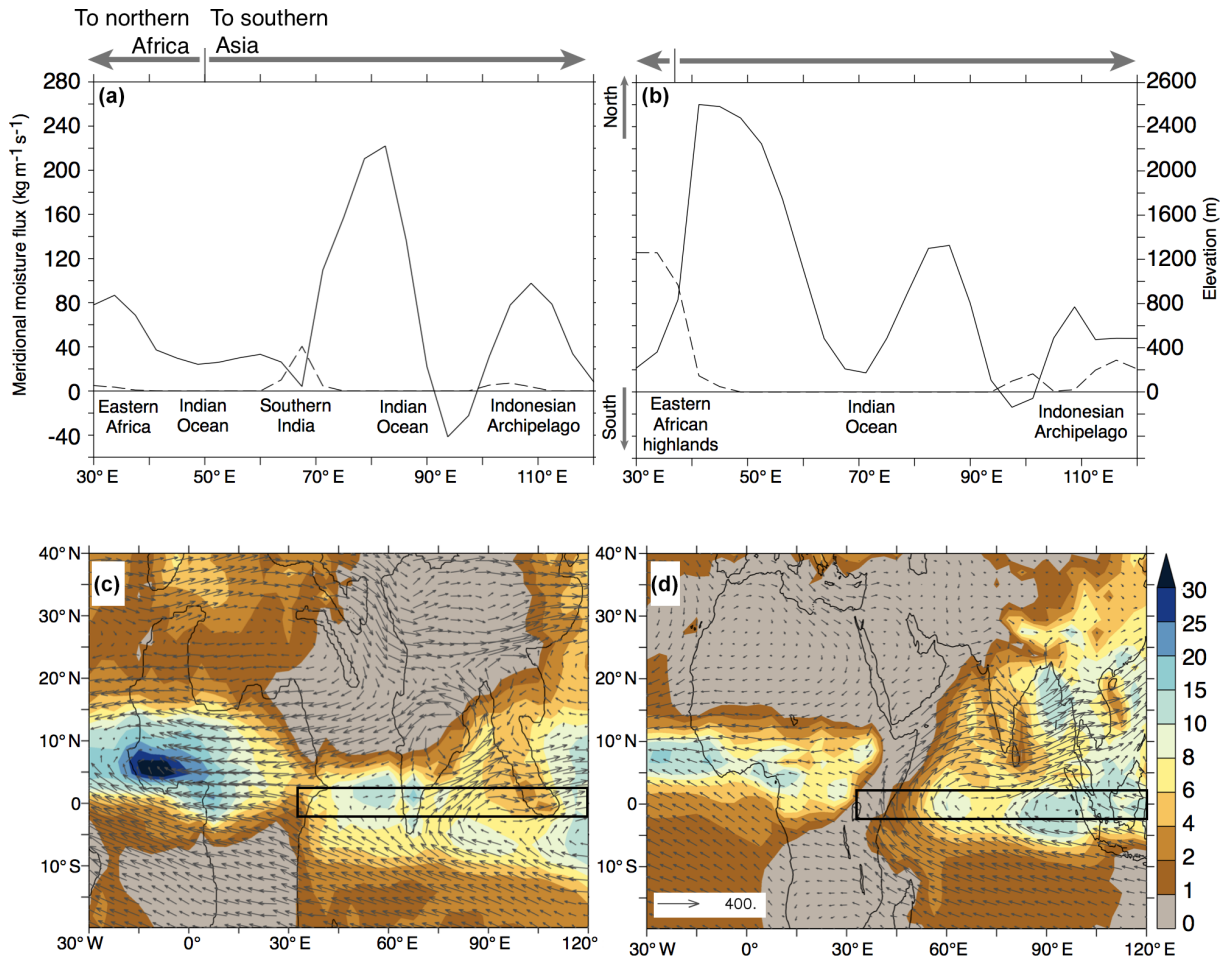 To northern
Africa
To southern
Asia
(a)
280
240
200
160
120
80
40
0
-40
Meridional moisture flux (kg m⁻¹ s⁻¹)
Eastern
Africa
Indian
Ocean
Southern
India
Indian
Ocean
Indonesian
Archipelago
30° E 50° E 70° E 90° E 110° E
North
South
(b)
2600
2400
2000
1600
1200
800
400
0
Elevation (m)
Eastern
African
highlands
Indian
Ocean
Indonesian
Archipelago
30° E 50° E 70° E 90° E 110° E
(c)
40° N
30° N
20° N
10° N
0
10° S
30° W 0° 30° E 60° E 90° E 120° E
(d)
40° N
30° N
20° N
10° N
0
10° S
400.
30° W 0° 30° E 60° E 90° E 120° E
30
25
20
15
10
8
6
4
2
1
0